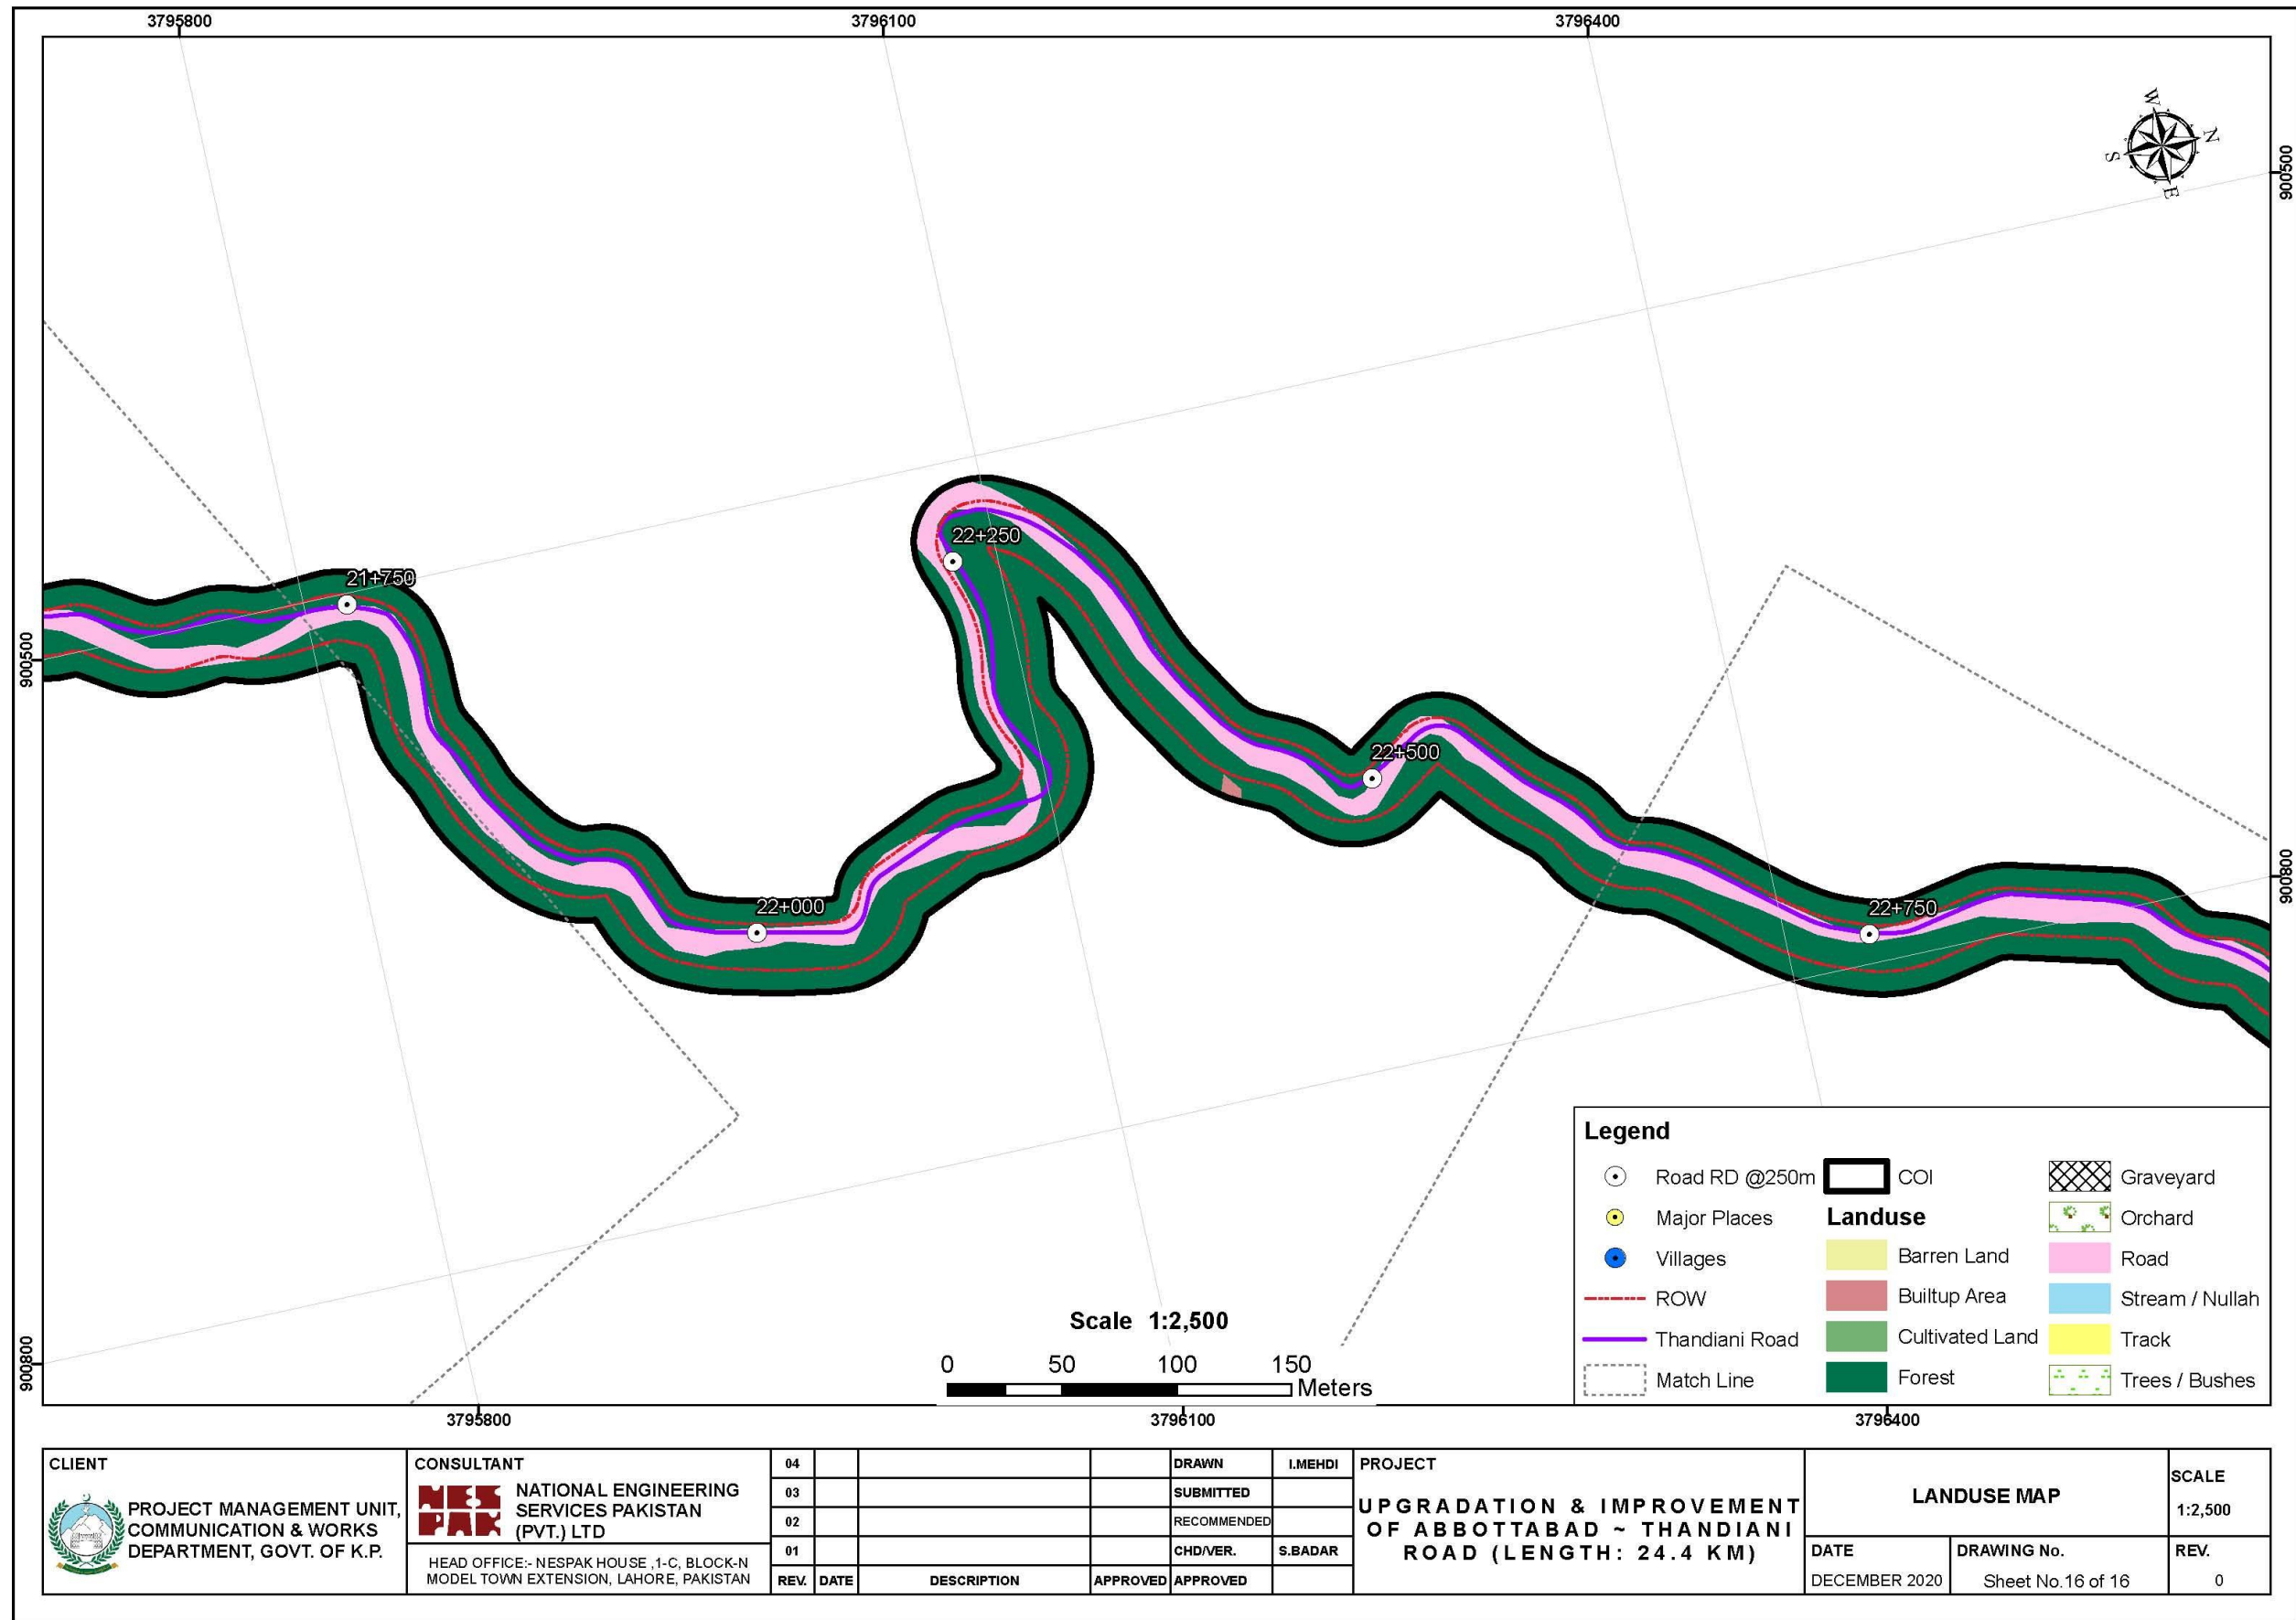 3795800
3796100
3796400
W
N
S
E
900500
900500
22+250
21+750
22+500
22+000
22+750
900800
900800
Legend
Road RD @250m
Major Places
Villages
ROW
Thandiani Road
Match Line
COI
Landuse
Barren Land
Builtup Area
Cultivated Land
Forest
Graveyard
Orchard
Road
Stream / Nullah
Track
Trees / Bushes
Scale 1:2,500
0 50 100 150
Meters
3795800
3796100
3796400
CLIENT
PROJECT MANAGEMENT UNIT,
COMMUNICATION & WORKS
DEPARTMENT, GOVT. OF K.P.
CONSULTANT
NESPAK
NATIONAL ENGINEERING
SERVICES PAKISTAN
(PVT.) LTD
HEAD OFFICE:- NESPAK HOUSE ,1-C, BLOCK-N
MODEL TOWN EXTENSION, LAHORE, PAKISTAN
04
03
02
01
REV. DATE DESCRIPTION APPROVED
DRAWN I.MEHDI
SUBMITTED
RECOMMENDED
CHD/VER. S.BADAR
APPROVED
PROJECT
UPGRADATION & IMPROVEMENT
OF ABBOTTABAD ~ THANDIANI
ROAD (LENGTH: 24.4 KM)
LANDUSE MAP
SCALE
1:2,500
DATE
DECEMBER 2020
DRAWING No.
Sheet No.16 of 16
REV.
0